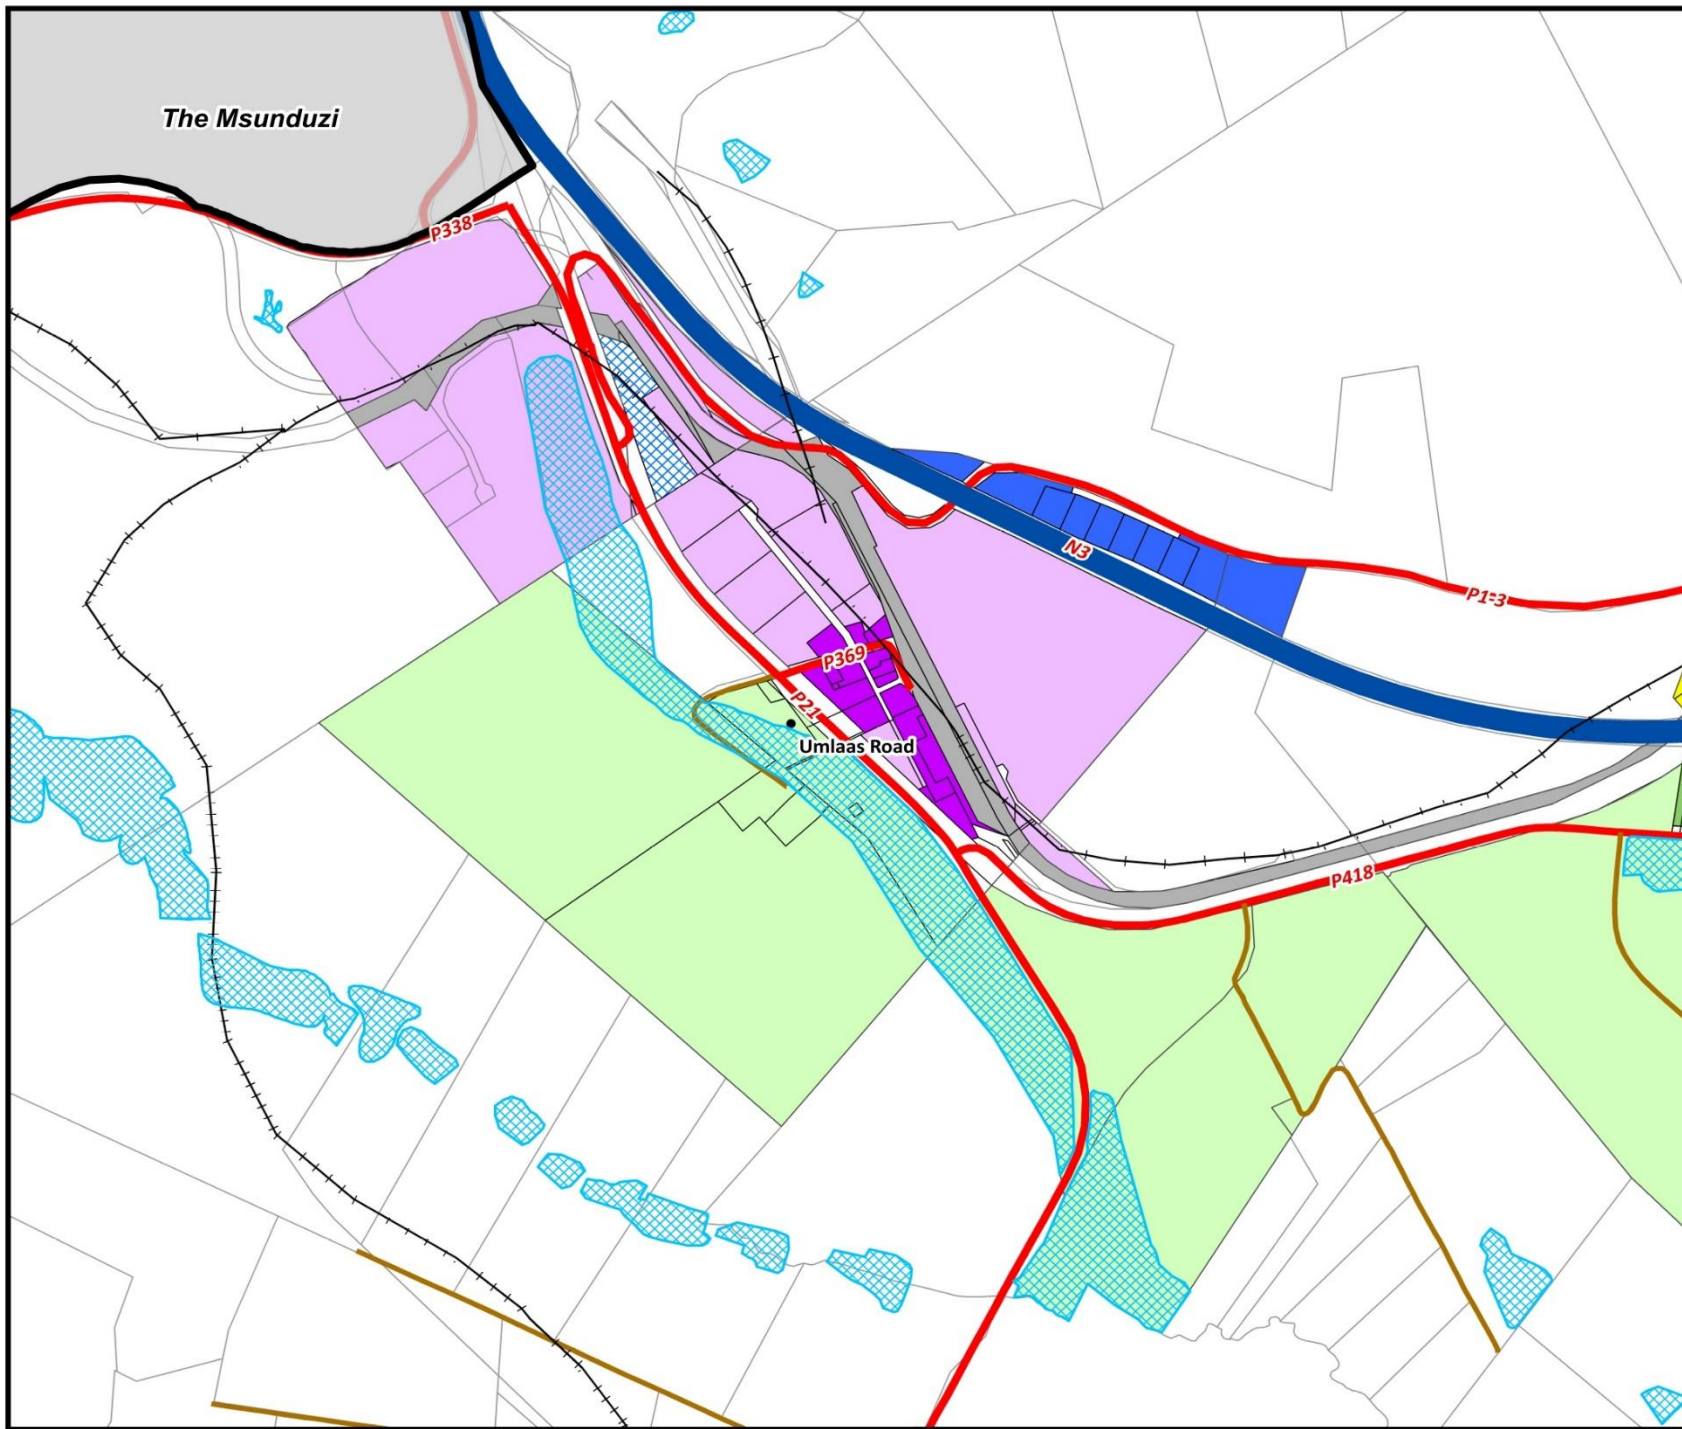 The Msunduzi
P338
N3
P1-3
P369
P21
Umlaas Road
P418